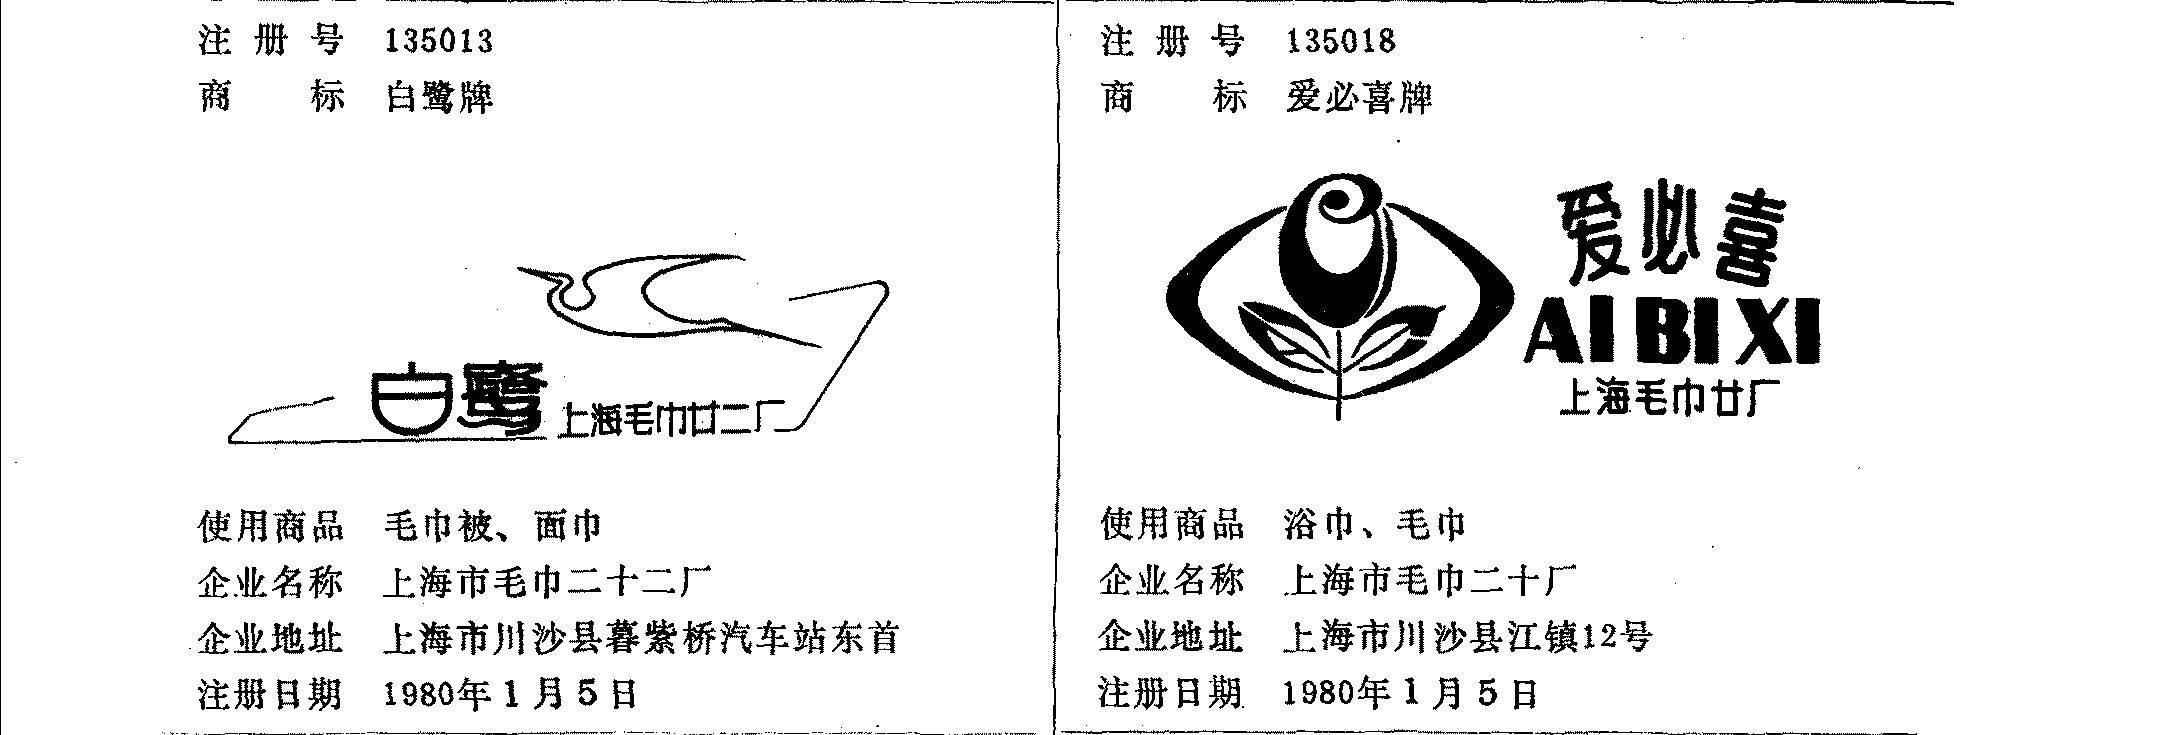 注册号 135013
商标 白鹭牌
白鹭 上海毛巾廿二厂
使用商品 毛巾被、面巾
企业名称 上海市毛巾二十二厂
企业地址 上海市川沙县暮紫桥汽车站东首
注册日期 1980年1月5日
注册号 135018
商标 爱必喜牌
爱必喜
AIBIXI
上海毛巾廿厂
使用商品 浴巾、毛巾
企业名称 上海市毛巾二十厂
企业地址 上海市川沙县江镇12号
注册日期 1980年1月5日